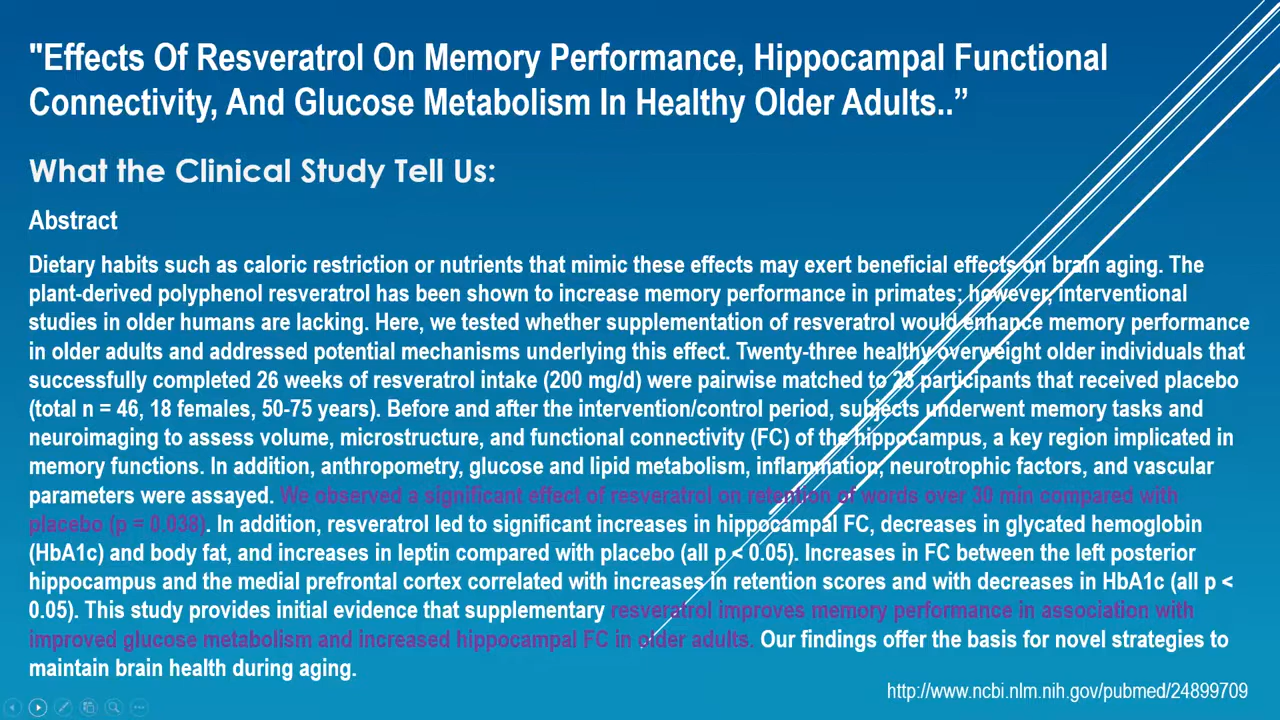 "Effects Of Resveratrol On Memory Performance, Hippocampal Functional
Connectivity, And Glucose Metabolism In Healthy Older Adults..”
What the Clinical Study Tell Us:
Abstract
Dietary habits such as caloric restriction or nutrients that mimic these effects may exert beneficial effects on brain aging. The
plant-derived polyphenol resveratrol has been shown to increase memory performance in primates; however, interventional
studies in older humans are lacking. Here, we tested whether supplementation of resveratrol would enhance memory performance
in older adults and addressed potential mechanisms underlying this effect. Twenty-three healthy overweight older individuals that
successfully completed 26 weeks of resveratrol intake (200 mg/d) were pairwise matched to 23 participants that received placebo
(total n = 46, 18 females, 50-75 years). Before and after the intervention/control period, subjects underwent memory tasks and
neuroimaging to assess volume, microstructure, and functional connectivity (FC) of the hippocampus, a key region implicated in
memory functions. In addition, anthropometry, glucose and lipid metabolism, inflammation, neurotrophic factors, and vascular
parameters were assayed. We observed a significant effect of resveratrol on retention of words over 30 min compared with
placebo (p = 0.038). In addition, resveratrol led to significant increases in hippocampal FC, decreases in glycated hemoglobin
(HbA1c) and body fat, and increases in leptin compared with placebo (all p < 0.05). Increases in FC between the left posterior
hippocampus and the medial prefrontal cortex correlated with increases in retention scores and with decreases in HbA1c (all p <
0.05). This study provides initial evidence that supplementary resveratrol improves memory performance in association with
improved glucose metabolism and increased hippocampal FC in older adults. Our findings offer the basis for novel strategies to
maintain brain health during aging.
http://www.ncbi.nlm.nih.gov/pubmed/24899709